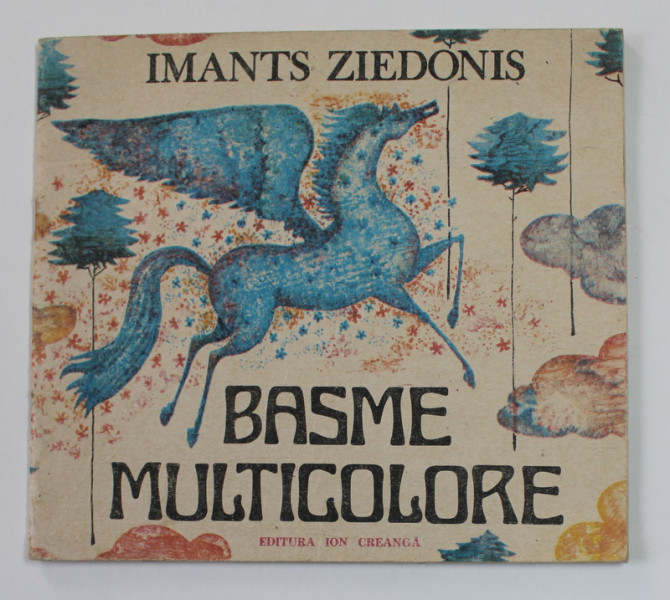 IMANTS ZIEDONIS
BASME
MULTICOLORE
EDITURA ION CREANGĂ